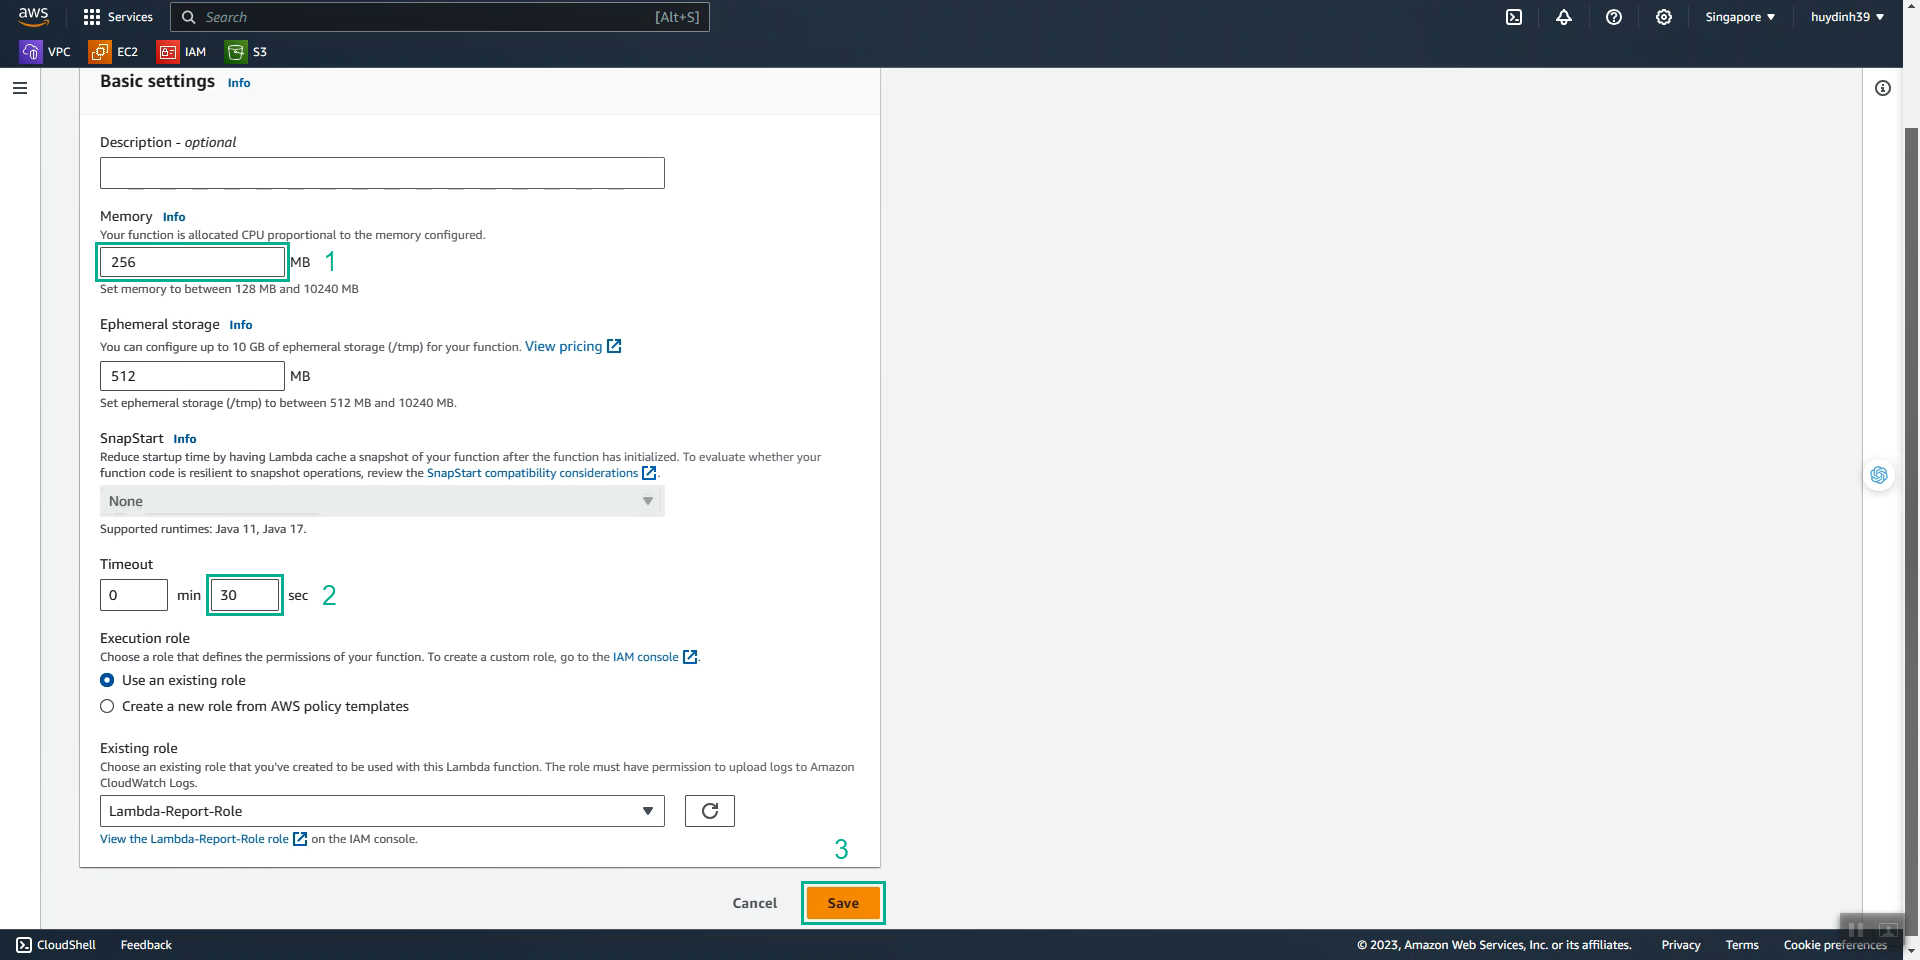 aws
Services
Search
[Alt+S]
Singapore
huydinh39
VPC
EC2
IAM
S3
Basic settings Info
Description - optional
Memory Info
Your function is allocated CPU proportional to the memory configured.
256 MB 1
Set memory to between 128 MB and 10240 MB
Ephemeral storage Info
You can configure up to 10 GB of ephemeral storage (/tmp) for your function. View pricing
512 MB
Set ephemeral storage (/tmp) to between 512 MB and 10240 MB.
SnapStart Info
Reduce startup time by having Lambda cache a snapshot of your function after the function has initialized. To evaluate whether your
function code is resilient to snapshot operations, review the SnapStart compatibility considerations.
None
Supported runtimes: Java 11, Java 17.
Timeout
0 min 30 sec 2
Execution role
Choose a role that defines the permissions of your function. To create a custom role, go to the IAM console.
Use an existing role
Create a new role from AWS policy templates
Existing role
Choose an existing role that you've created to be used with this Lambda function. The role must have permission to upload logs to Amazon
CloudWatch Logs.
Lambda-Report-Role
View the Lambda-Report-Role role on the IAM console.
3
Cancel
Save
CloudShell
Feedback
© 2023, Amazon Web Services, Inc. or its affiliates.
Privacy
Terms
Cookie preferences